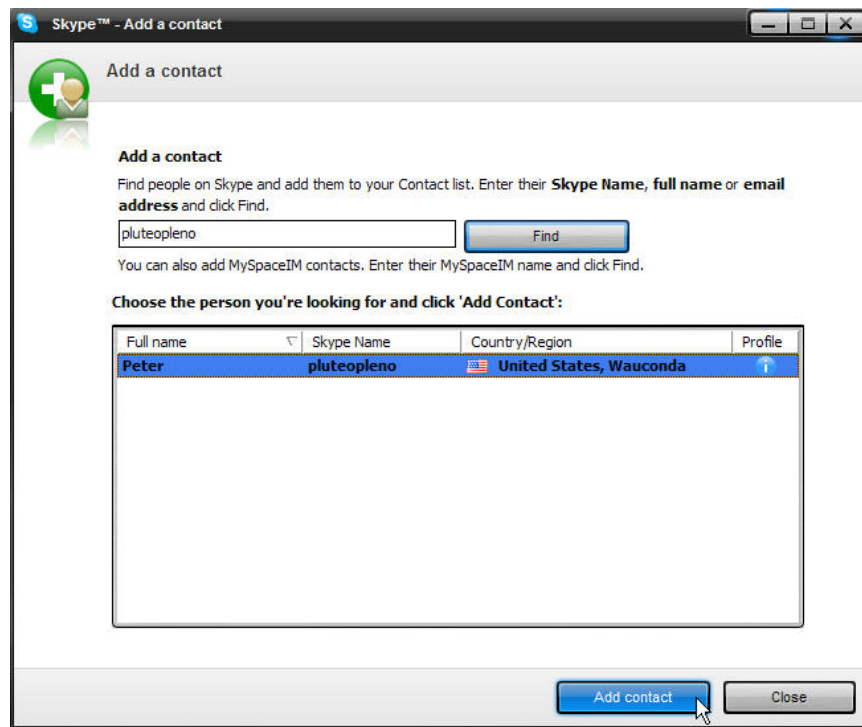 Skype™ - Add a contact
Add a contact
Add a contact
Find people on Skype and add them to your Contact list. Enter their Skype Name, full name or email
address and click Find.
pluteopleno
Find
You can also add MySpaceIM contacts. Enter their MySpaceIM name and click Find.
Choose the person you're looking for and click 'Add Contact':
Full name Skype Name Country/Region Profile
Peter pluteopleno United States, Wauconda
Add contact Close